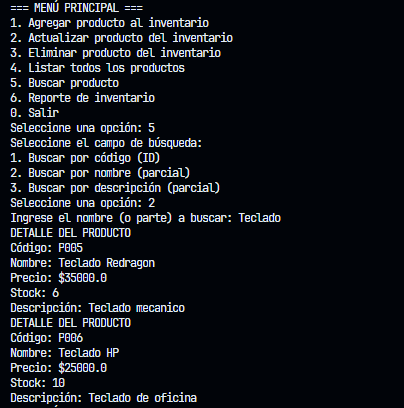 === MENÚ PRINCIPAL ===
1. Agregar producto al inventario
2. Actualizar producto del inventario
3. Eliminar producto del inventario
4. Listar todos los productos
5. Buscar producto
6. Reporte de inventario
0. Salir
Seleccione una opción: 5
Seleccione el campo de búsqueda:
1. Buscar por código (ID)
2. Buscar por nombre (parcial)
3. Buscar por descripción (parcial)
Seleccione una opción: 2
Ingrese el nombre (o parte) a buscar: Teclado
DETALLE DEL PRODUCTO
Código: P005
Nombre: Teclado Redragon
Precio: $35000.0
Stock: 6
Descripción: Teclado mecanico
DETALLE DEL PRODUCTO
Código: P006
Nombre: Teclado HP
Precio: $25000.0
Stock: 10
Descripción: Teclado de oficina